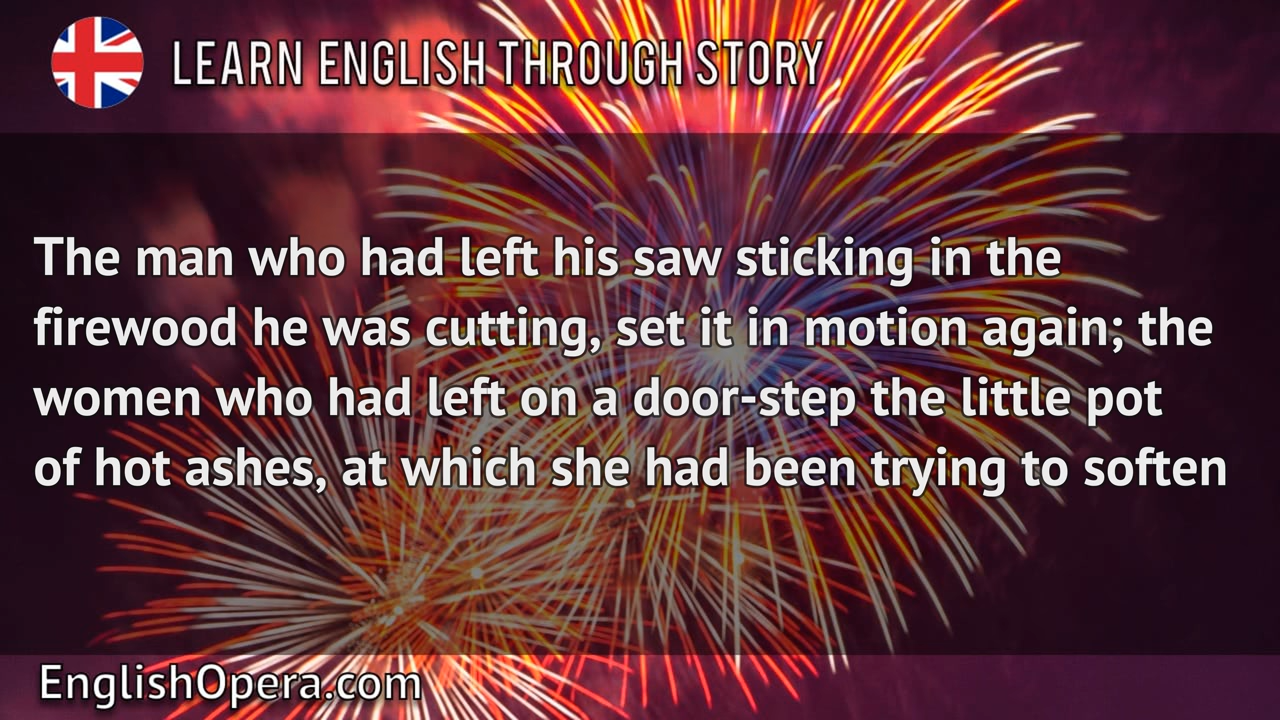 LEARN ENGLISH THROUGH STORY
The man who had left his saw sticking in the
firewood he was cutting, set it in motion again; the
women who had left on a door-step the little pot
of hot ashes, at which she had been trying to soften
EnglishOpera.com